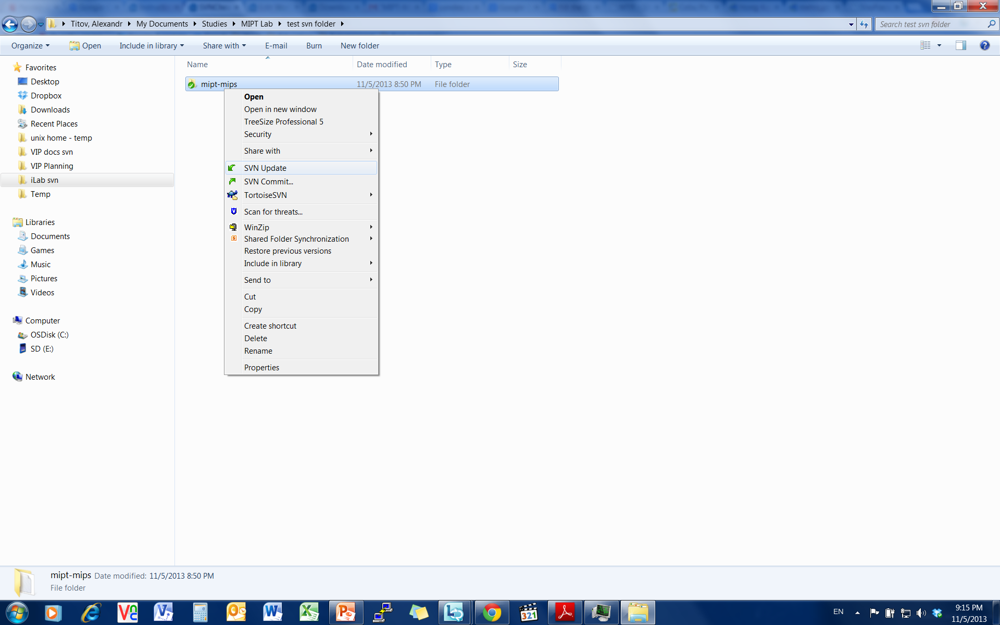 Titov, Alexandr My Documents Studies MIPT Lab test svn folder
Search test svn folder
Organize Open Include in library Share with E-mail Burn New folder
Name Date modified Type Size
mipt-mips 11/5/2013 8:50 PM File folder
Favorites
Desktop
Dropbox
Downloads
Recent Places
unix home - temp
VIP docs svn
VIP Planning
iLab svn
Temp
Libraries
Documents
Games
Music
Pictures
Videos
Computer
OSDisk (C:)
SD (E:)
Network
Open
Open in new window
TreeSize Professional 5
Security
Share with
SVN Update
SVN Commit...
TortoiseSVN
Scan for threats...
WinZip
Shared Folder Synchronization
Restore previous versions
Include in library
Send to
Cut
Copy
Create shortcut
Delete
Rename
Properties
mipt-mips Date modified: 11/5/2013 8:50 PM
File folder
321
EN
9:15 PM
11/5/2013